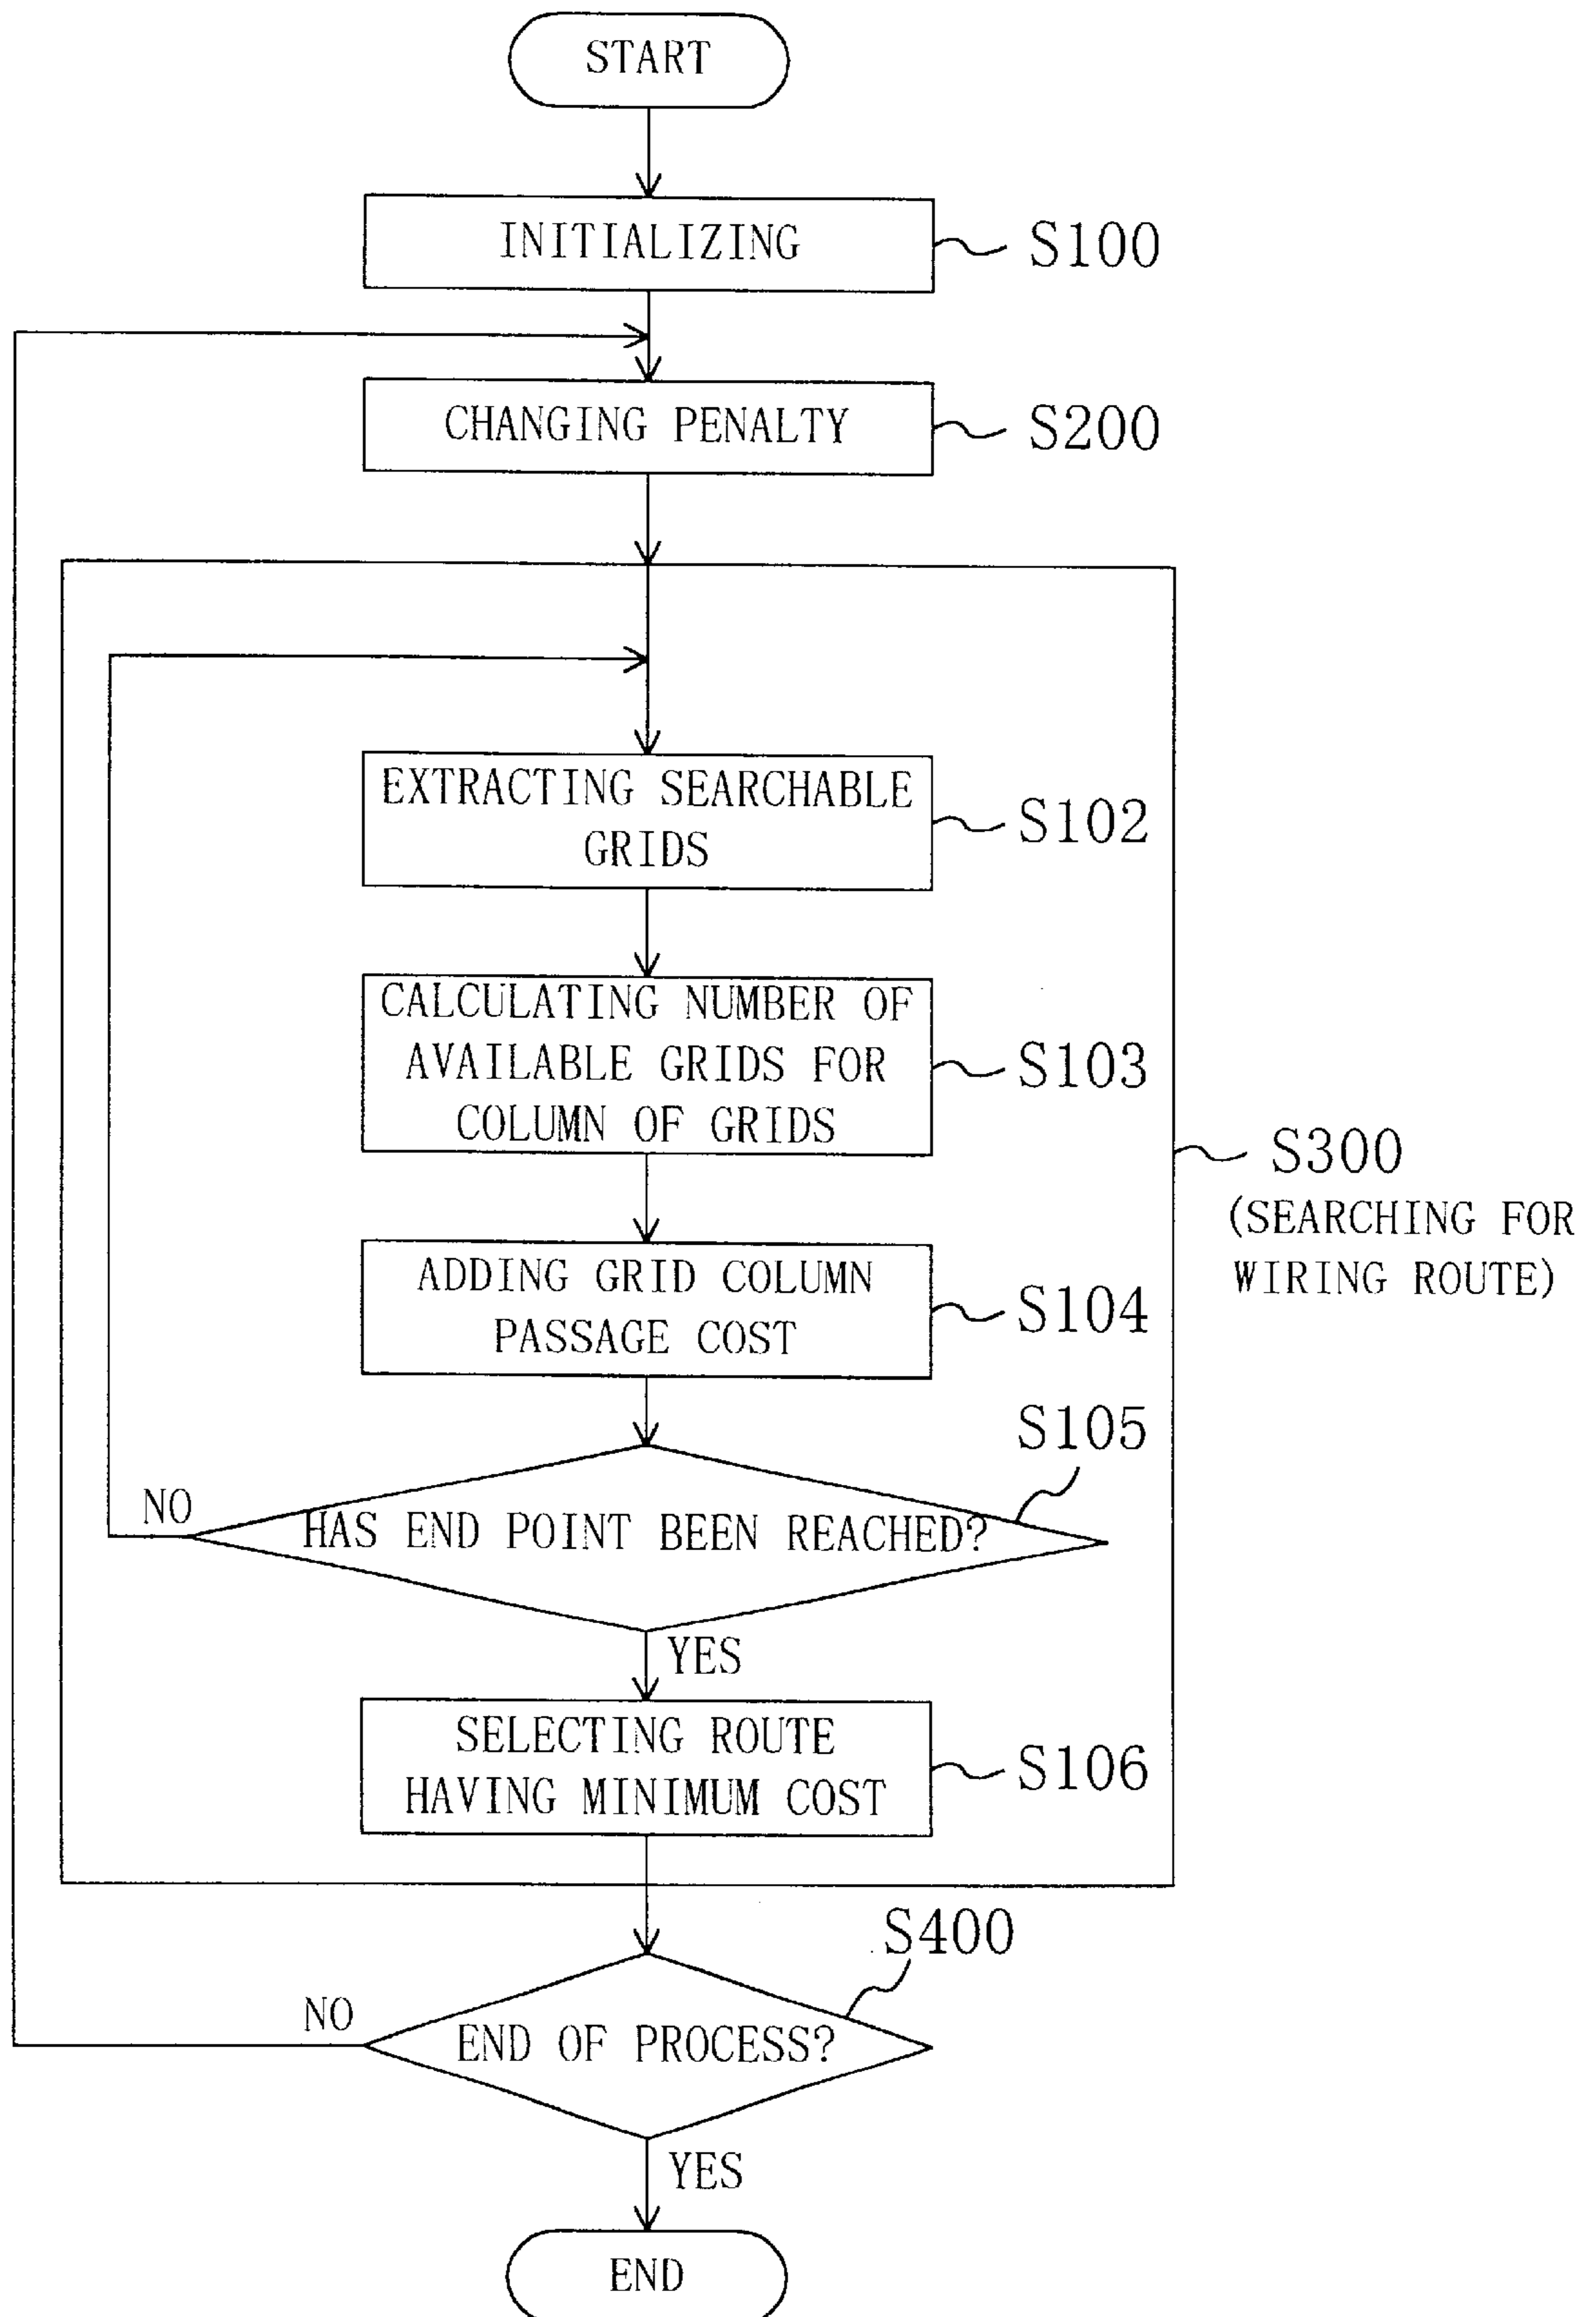 START
INITIALIZING
S100
CHANGING PENALTY
S200
EXTRACTING SEARCHABLE
GRIDS
S102
CALCULATING NUMBER OF
AVAILABLE GRIDS FOR
COLUMN OF GRIDS
S103
S300
(SEARCHING FOR
WIRING ROUTE)
ADDING GRID COLUMN
PASSAGE COST
S104
S105
NO
HAS END POINT BEEN REACHED?
YES
SELECTING ROUTE
HAVING MINIMUM COST
S106
S400
NO
END OF PROCESS?
YES
END